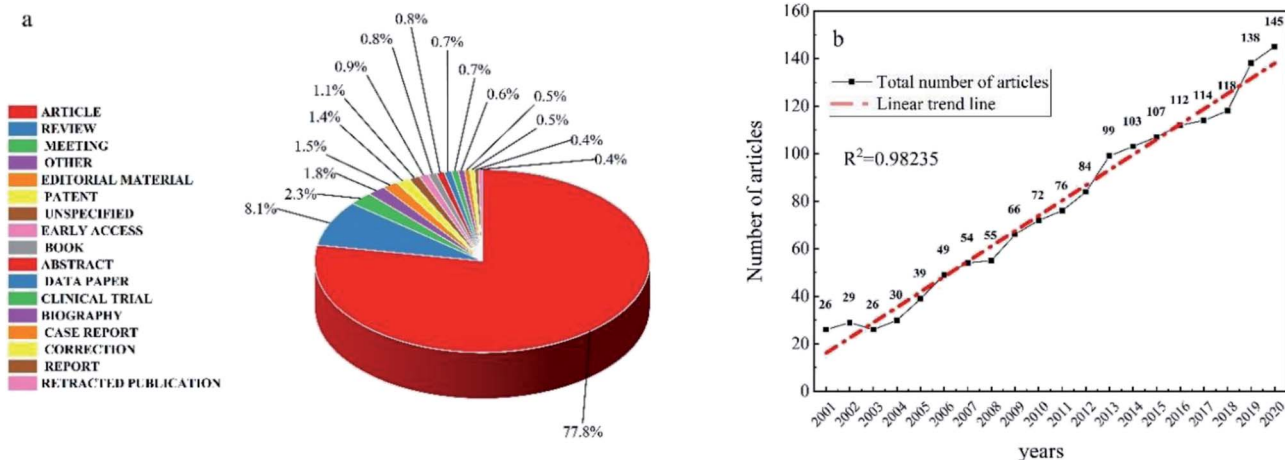 a
ARTICLE
REVIEW
MEETING
OTHER
EDITORIAL MATERIAL
PATENT
UNSPECIFIED
EARLY ACCESS
BOOK
ABSTRACT
DATA PAPER
CLINICAL TRIAL
BIOGRAPHY
CASE REPORT
CORRECTION
REPORT
RETRACTED PUBLICATION
77.8%
8.1%
2.3%
1.8%
1.5%
1.4%
1.1%
0.9%
0.8%
0.8%
0.7%
0.7%
0.6%
0.5%
0.5%
0.4%
0.4%
b
Total number of articles
Linear trend line
R²=0.98235
Number of articles
160
140
120
100
80
60
40
20
0
26
29
26
30
39
49
54
55
66
72
76
84
99
103
107
112
114
118
138
145
2001
2002
2003
2004
2005
2006
2007
2008
2009
2010
2011
2012
2013
2014
2015
2016
2017
2018
2019
2020
years